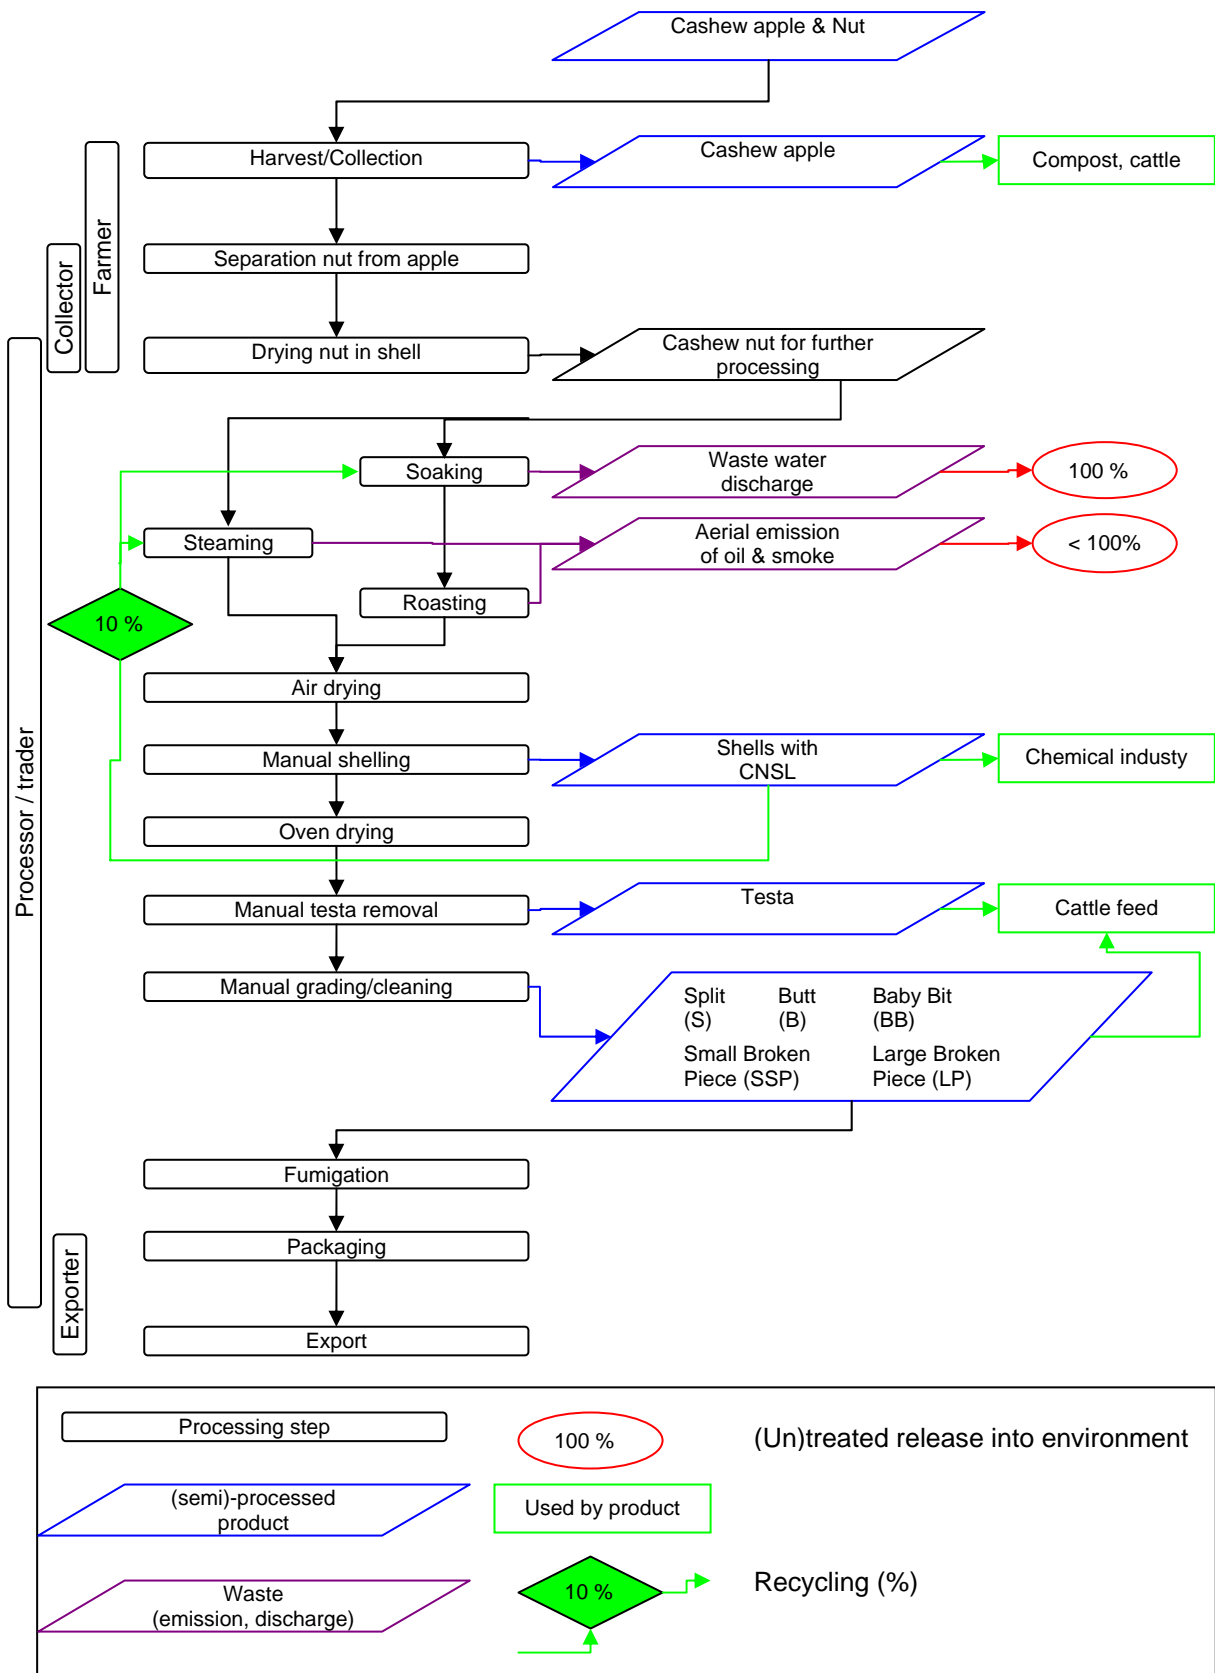 Cashew apple & Nut
Harvest/Collection
Cashew apple
Compost, cattle
Farmer
Collector
Separation nut from apple
Drying nut in shell
Cashew nut for further
processing
Processor / trader
Soaking
Waste water
discharge
100 %
Steaming
Aerial emission
of oil & smoke
< 100%
Roasting
10 %
Air drying
Manual shelling
Shells with
CNSL
Chemical industy
Oven drying
Manual testa removal
Testa
Cattle feed
Manual grading/cleaning
Split
(S)
Butt
(B)
Baby Bit
(BB)
Small Broken
Piece (SSP)
Large Broken
Piece (LP)
Fumigation
Packaging
Exporter
Export
Processing step
100 %
(Un)treated release into environment
(semi)-processed
product
Used by product
Waste
(emission, discharge)
10 %
Recycling (%)